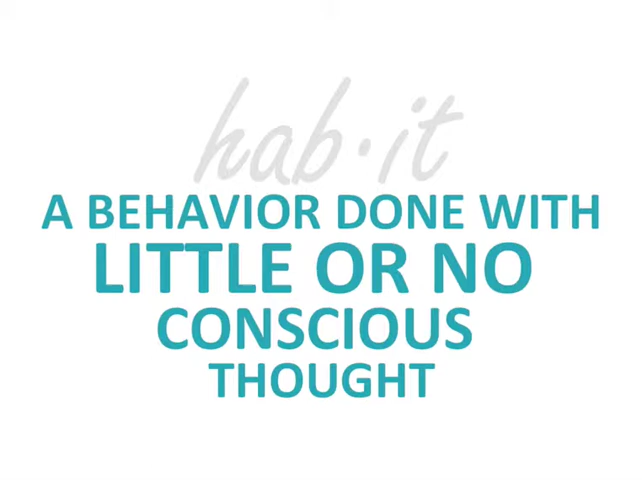 hab·it
A BEHAVIOR DONE WITH
LITTLE OR NO
CONSCIOUS
THOUGHT